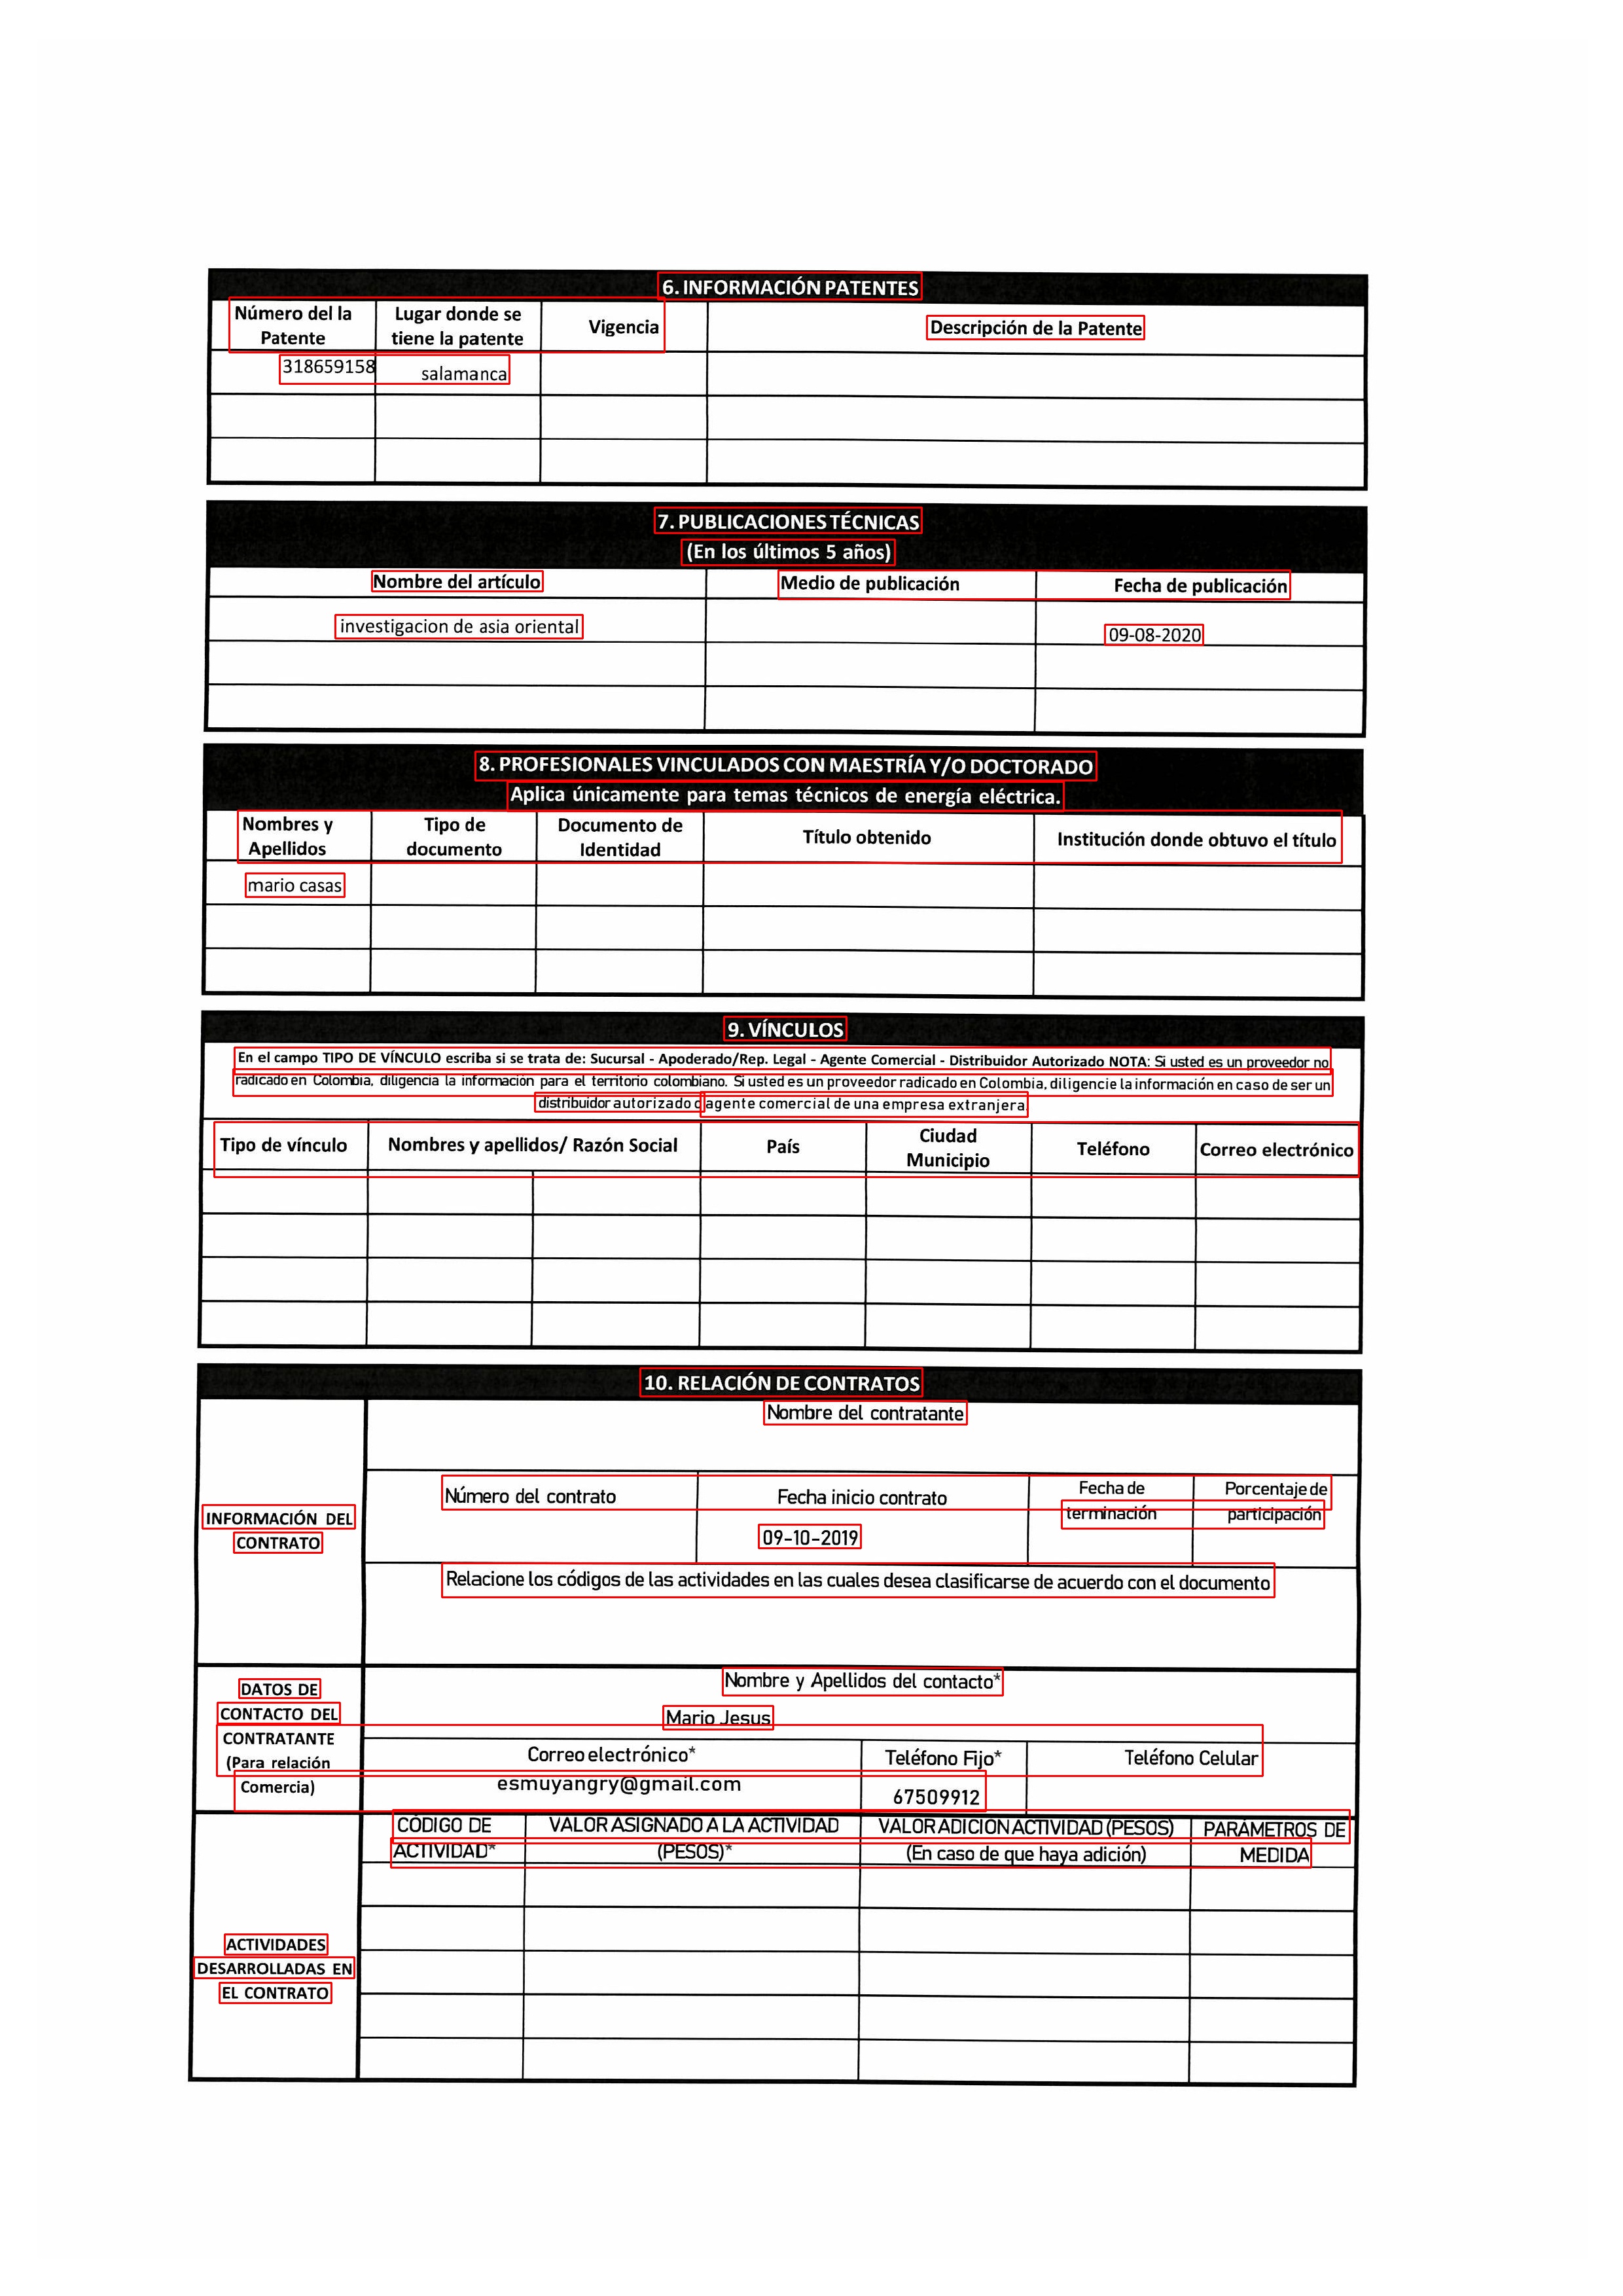 6. INFORMACIÓN PATENTES
Número del la Patente
Lugar donde se tiene la patente
Vigencia
Descripción de la Patente
318659158
salamanca
7. PUBLICACIONES TÉCNICAS
(En los últimos 5 años)
Nombre del artículo
Medio de publicación
Fecha de publicación
investigacion de asia oriental
09-08-2020
8. PROFESIONALES VINCULADOS CON MAESTRÍA Y/O DOCTORADO
Aplica únicamente para temas técnicos de energía eléctrica.
Nombres y Apellidos
Tipo de documento
Documento de Identidad
Título obtenido
Institución donde obtuvo el título
mario casas
9. VÍNCULOS
En el campo TIPO DE VÍNCULO escriba si se trata de: Sucursal - Apoderado/Rep. Legal - Agente Comercial - Distribuidor Autorizado NOTA: Si usted es un proveedor no
radicado en Colombia, diligencia la información para el territorio colombiano. Si usted es un proveedor radicado en Colombia, diligencie la información en caso de ser un
distribuidor autorizado o agente comercial de una empresa extranjera.
Tipo de vínculo
Nombres y apellidos/ Razón Social
País
Ciudad Municipio
Teléfono
Correo electrónico
10. RELACIÓN DE CONTRATOS
INFORMACIÓN DEL
CONTRATO
Nombre del contratante
Número del contrato
Fecha inicio contrato
Fecha de terminación
Porcentaje de participación
09-10-2019
Relacione los códigos de las actividades en las cuales desea clasificarse de acuerdo con el documento
DATOS DE
CONTACTO DEL
CONTRATANTE
(Para relación
Comercia)
Nombre y Apellidos del contacto*
Mario Jesus
Correo electrónico*
Teléfono Fijo*
Teléfono Celular
esmuyangry@gmail.com
67509912
ACTIVIDADES
DESARROLLADAS EN
EL CONTRATO
CÓDIGO DE ACTIVIDAD*
VALOR ASIGNADO A LA ACTIVIDAD (PESOS)*
VALOR ADICION ACTIVIDAD (PESOS)
(En caso de que haya adición)
PARÁMETROS DE MEDIDA